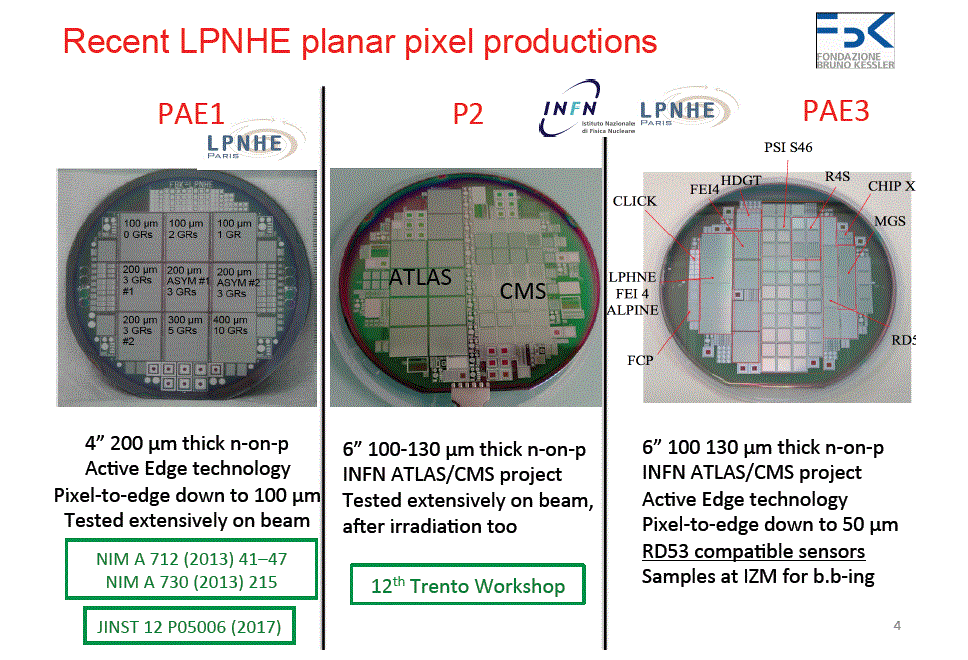 Recent LPNHE planar pixel productions
FBK
FONDAZIONE
BRUNO KESSLER
PAE1
LPNHE
PARIS
FBK-LPNHE
100 µm
0 GRs
100 µm
2 GRs
100 µm
1 GR
200 µm
3 GRs
#1
200 µm
ASYM #1
3 GRs
200 µm
ASYM #2
3 GRs
200 µm
3 GRs
#2
300 µm
5 GRs
400 µm
10 GRs
4” 200 μm thick n-on-p
Active Edge technology
Pixel-to-edge down to 100 μm
Tested extensively on beam
NIM A 712 (2013) 41–47
NIM A 730 (2013) 215
JINST 12 P05006 (2017)
P2
INFN
Istituto Nazionale
di Fisica Nucleare
ATLAS
CMS
6” 100-130 μm thick n-on-p
INFN ATLAS/CMS project
Tested extensively on beam,
after irradiation too
12th Trento Workshop
LPNHE
PARIS
PAE3
PSI S46
HDGT
R4S
FEI4
CHIP X
CLICK
MGS
LPHNE
FEI 4
ALPINE
RD5
FCP
6” 100 130 μm thick n-on-p
INFN ATLAS/CMS project
Active Edge technology
Pixel-to-edge down to 50 μm
RD53 compatible sensors
Samples at IZM for b.b-ing
4